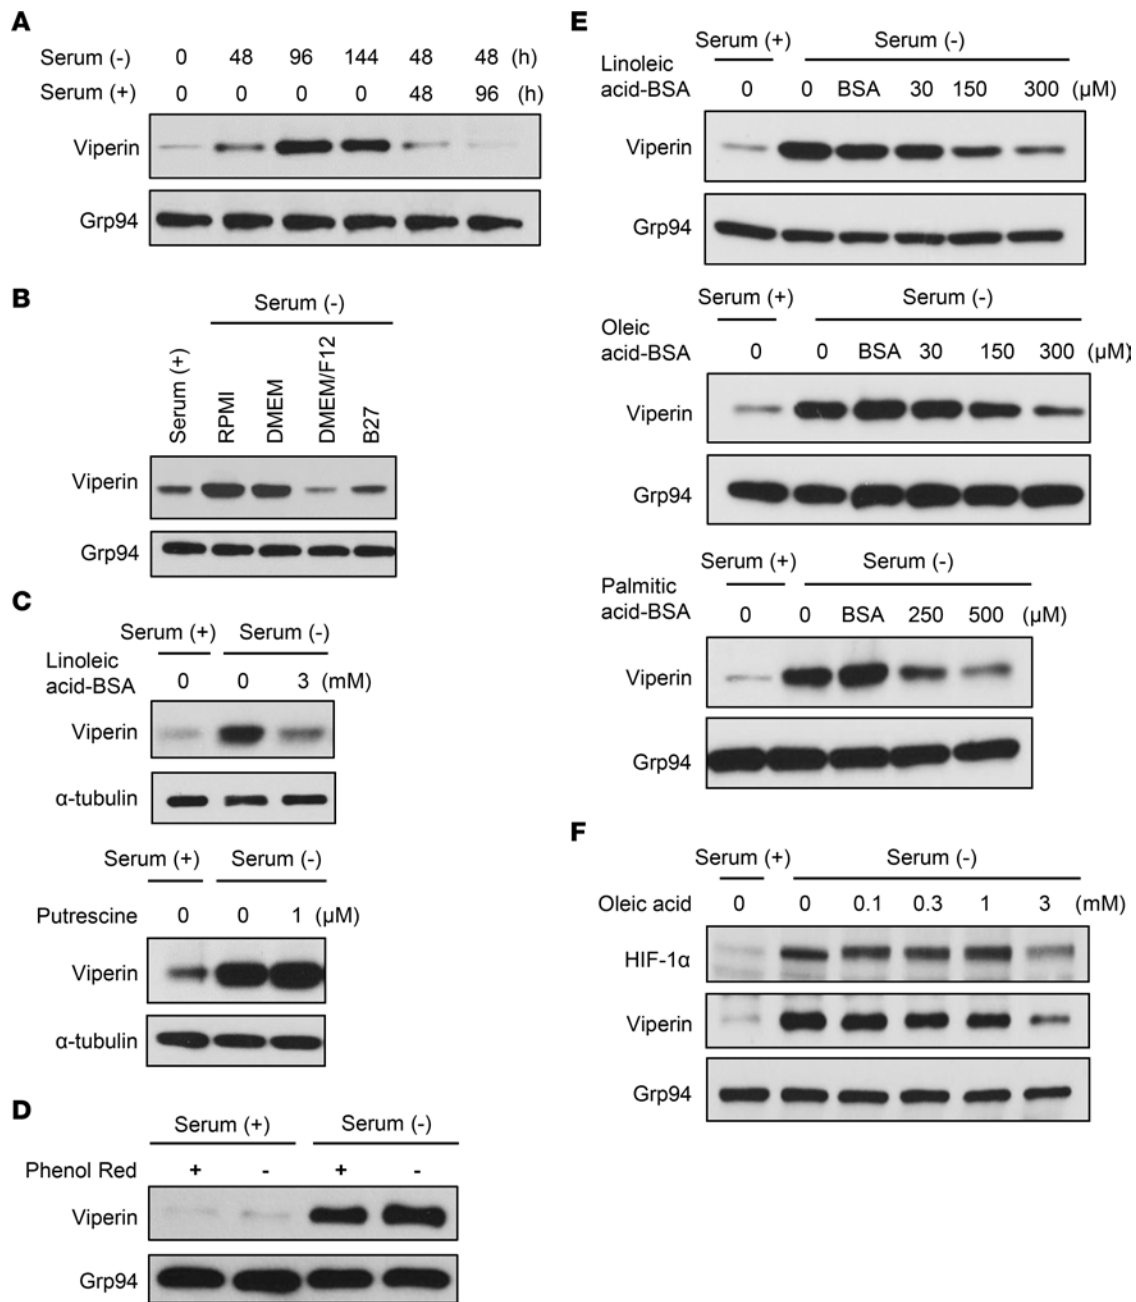 A
Serum (-) 0 48 96 144 48 48 (h)
Serum (+) 0 0 0 0 48 96 (h)
Viperin
Grp94
B
Serum (-)
Serum (+) RPMI DMEM DMEM/F12 B27
Viperin
Grp94
C
Serum (+) Serum (-)
Linoleic
acid-BSA 0 0 3 (mM)
Viperin
α-tubulin
Serum (+) Serum (-)
Putrescine 0 0 1 (μM)
Viperin
α-tubulin
D
Serum (+) Serum (-)
Phenol Red + - + -
Viperin
Grp94
E
Serum (+) Serum (-)
Linoleic
acid-BSA 0 0 BSA 30 150 300 (μM)
Viperin
Grp94
Serum (+) Serum (-)
Oleic
acid-BSA 0 0 BSA 30 150 300 (μM)
Viperin
Grp94
Serum (+) Serum (-)
Palmitic
acid-BSA 0 0 BSA 250 500 (μM)
Viperin
Grp94
F
Serum (+) Serum (-)
Oleic acid 0 0 0.1 0.3 1 3 (mM)
HIF-1α
Viperin
Grp94